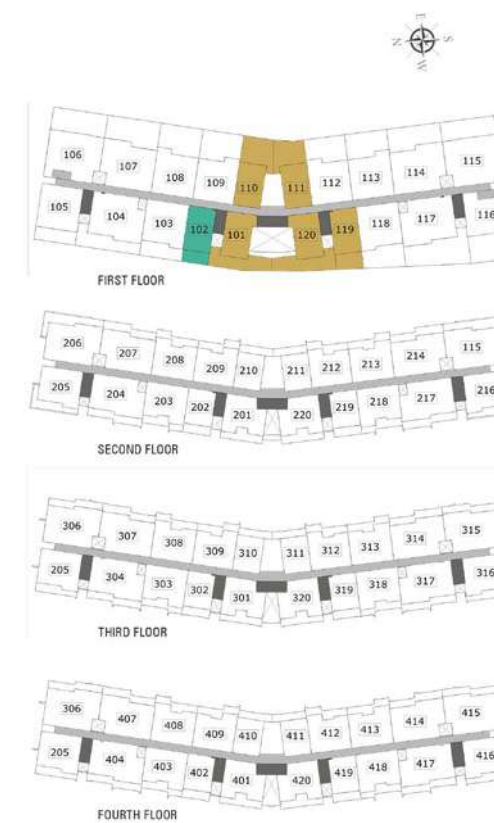 E
N S
W
106 107 108 109 110 111 112 113 114 115
105 104 103 102 101 120 119 118 117 116
FIRST FLOOR
206 207 208 209 210 211 212 213 214 115
205 204 203 202 201 220 219 218 217 216
SECOND FLOOR
306 307 308 309 310 311 312 313 314 315
205 304 303 302 301 320 319 318 317 316
THIRD FLOOR
306 407 408 409 410 411 412 413 414 415
205 404 403 402 401 420 419 418 417 416
FOURTH FLOOR